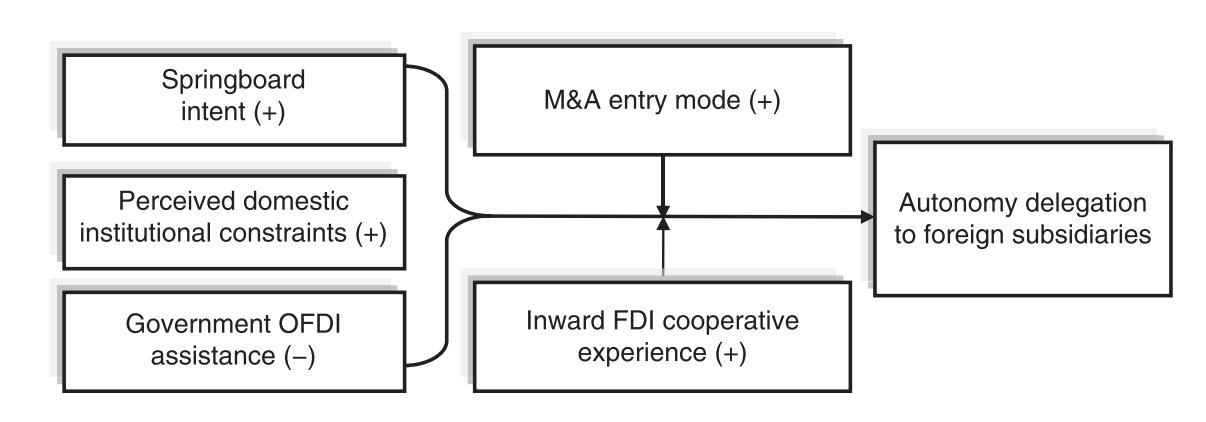 Springboard
intent (+)
Perceived domestic
institutional constraints (+)
Government OFDI
assistance (–)
M&A entry mode (+)
Inward FDI cooperative
experience (+)
Autonomy delegation
to foreign subsidiaries